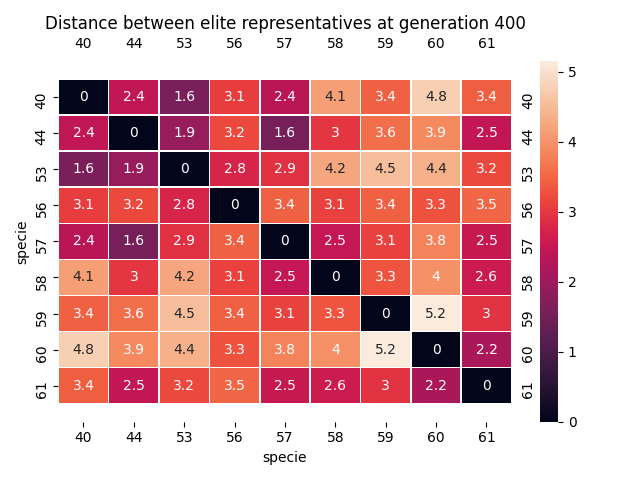 Distance between elite representatives at generation 400
40 44 53 56 57 58 59 60 61
40 0 2.4 1.6 3.1 2.4 4.1 3.4 4.8 3.4 40
44 2.4 0 1.9 3.2 1.6 3 3.6 3.9 2.5 44
53 1.6 1.9 0 2.8 2.9 4.2 4.5 4.4 3.2 53
56 3.1 3.2 2.8 0 3.4 3.1 3.4 3.3 3.5 56
57 2.4 1.6 2.9 3.4 0 2.5 3.1 3.8 2.5 57
58 4.1 3 4.2 3.1 2.5 0 3.3 4 2.6 58
59 3.4 3.6 4.5 3.4 3.1 3.3 0 5.2 3 59
60 4.8 3.9 4.4 3.3 3.8 4 5.2 0 2.2 60
61 3.4 2.5 3.2 3.5 2.5 2.6 3 2.2 0 61
40 44 53 56 57 58 59 60 61
specie
specie
5
4
3
2
1
0